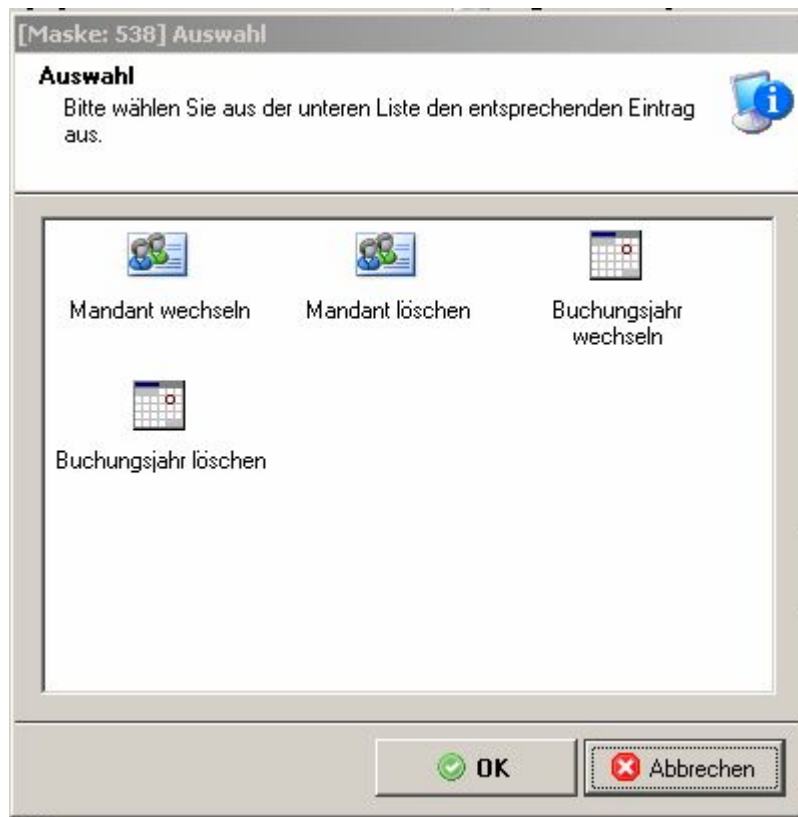 [Maske: 538] Auswahl
Auswahl
Bitte wählen Sie aus der unteren Liste den entsprechenden Eintrag
aus.
Mandant wechseln
Mandant löschen
Buchungsjahr
wechseln
Buchungsjahr löschen
OK
Abbrechen